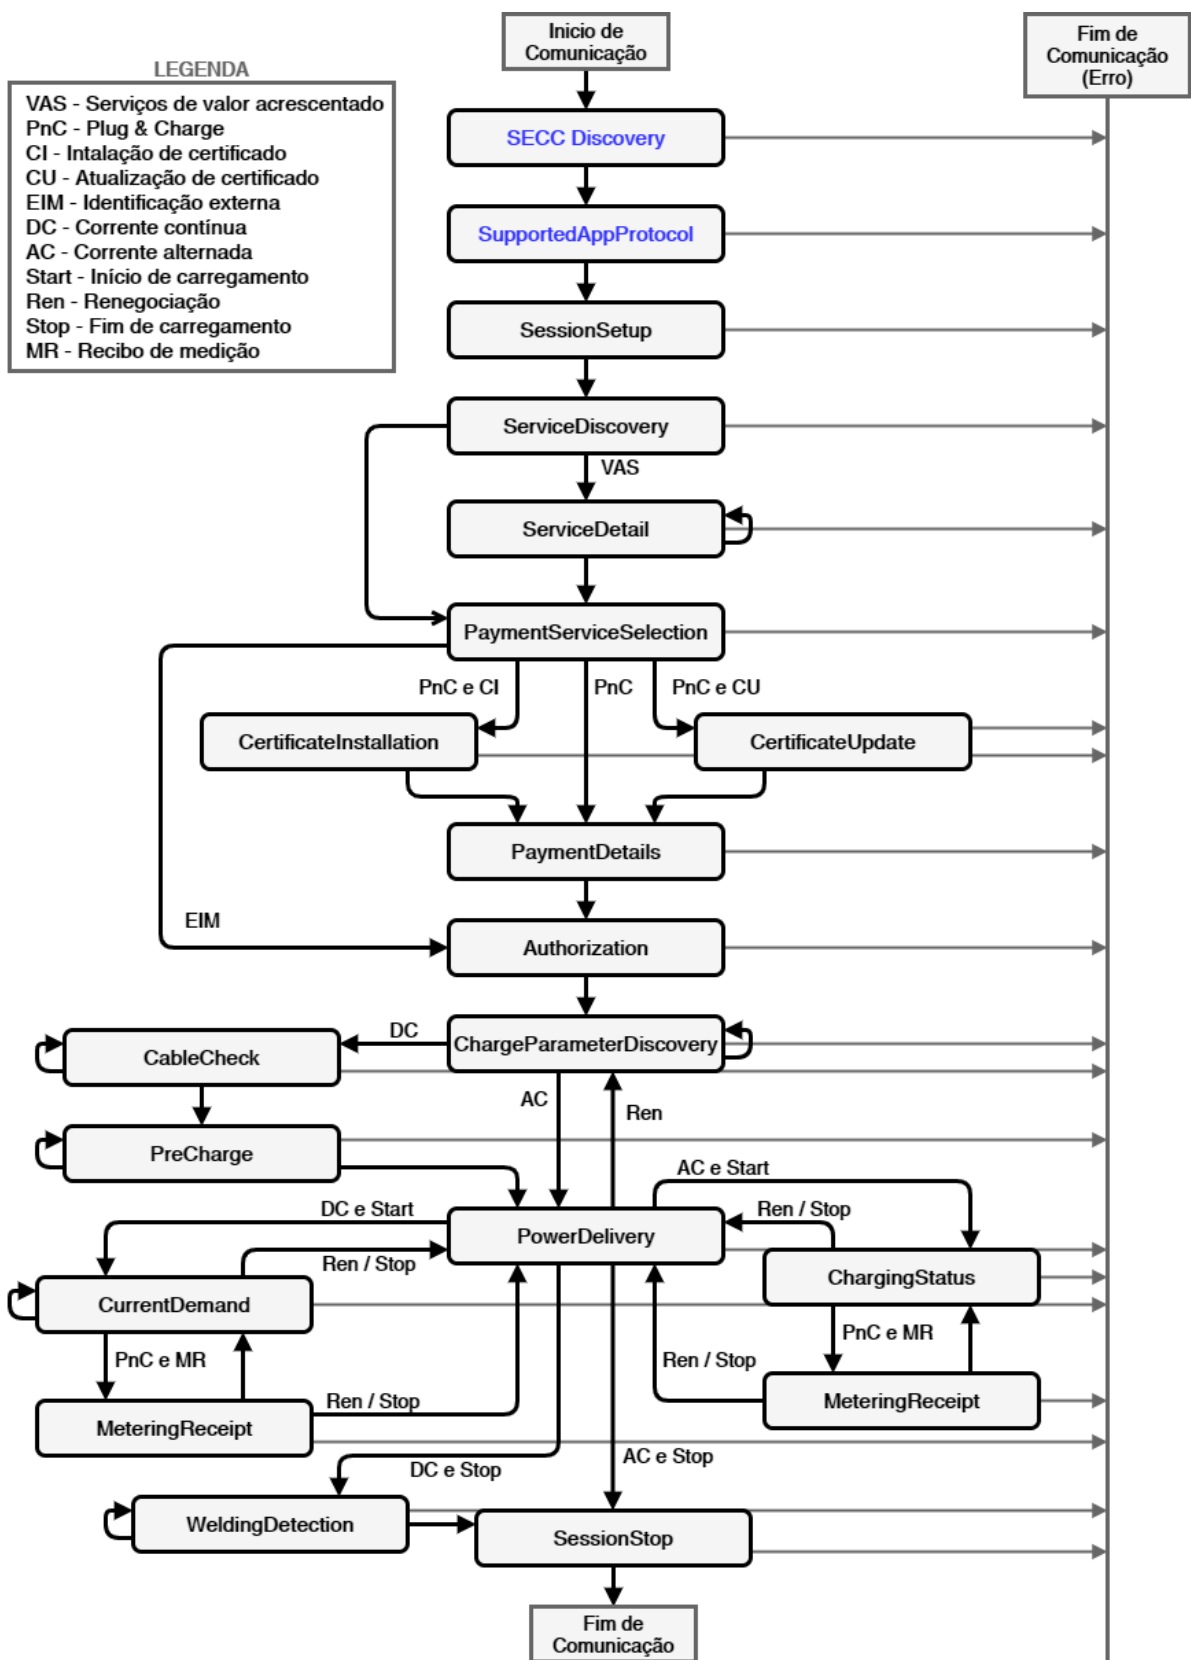 Inicio de
Comunicação
Fim de
Comunicação
(Erro)
LEGENDA
VAS - Serviços de valor acrescentado
PnC - Plug & Charge
CI - Intalação de certificado
CU - Atualização de certificado
EIM - Identificação externa
DC - Corrente contínua
AC - Corrente alternada
Start - Início de carregamento
Ren - Renegociação
Stop - Fim de carregamento
MR - Recibo de medição
SECC Discovery
SupportedAppProtocol
SessionSetup
ServiceDiscovery
VAS
ServiceDetail
PaymentServiceSelection
PnC e CI
PnC
PnC e CU
CertificateInstallation
CertificateUpdate
PaymentDetails
EIM
Authorization
DC
ChargeParameterDiscovery
CableCheck
AC
Ren
PreCharge
AC e Start
DC e Start
Ren / Stop
PowerDelivery
Ren / Stop
ChargingStatus
CurrentDemand
PnC e MR
PnC e MR
Ren / Stop
Ren / Stop
MeteringReceipt
MeteringReceipt
DC e Stop
AC e Stop
WeldingDetection
SessionStop
Fim de
Comunicação